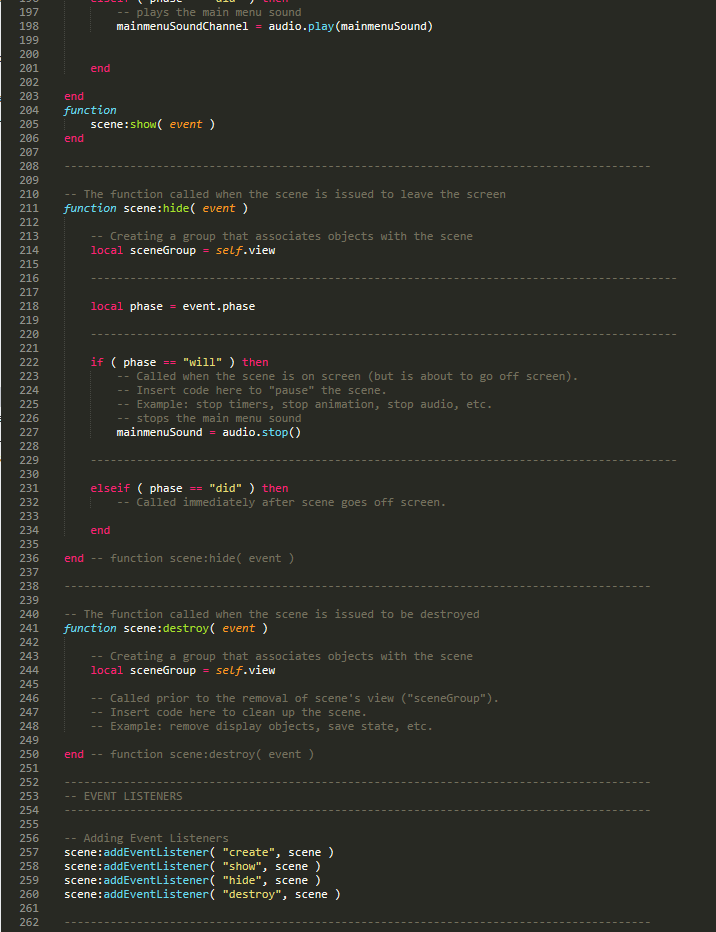 196 elseif ( phase == "did" ) then
197 -- plays the main menu sound
198 mainmenuSoundChannel = audio.play(mainmenuSound)
199
200
201 end
202
203 end
204 function
205 scene:show( event )
206 end
207
208 -----------------------------------------------------------------------------------------
209
210 -- The function called when the scene is issued to leave the screen
211 function scene:hide( event )
212
213 -- Creating a group that associates objects with the scene
214 local sceneGroup = self.view
215
216 -----------------------------------------------------------------------------------------
217
218 local phase = event.phase
219
220 -----------------------------------------------------------------------------------------
221
222 if ( phase == "will" ) then
223 -- Called when the scene is on screen (but is about to go off screen).
224 -- Insert code here to "pause" the scene.
225 -- Example: stop timers, stop animation, stop audio, etc.
226 -- stops the main menu sound
227 mainmenuSound = audio.stop()
228
229 -----------------------------------------------------------------------------------------
230
231 elseif ( phase == "did" ) then
232 -- Called immediately after scene goes off screen.
233
234 end
235
236 end -- function scene:hide( event )
237
238 -----------------------------------------------------------------------------------------
239
240 -- The function called when the scene is issued to be destroyed
241 function scene:destroy( event )
242
243 -- Creating a group that associates objects with the scene
244 local sceneGroup = self.view
245
246 -- Called prior to the removal of scene's view ("sceneGroup").
247 -- Insert code here to clean up the scene.
248 -- Example: remove display objects, save state, etc.
249
250 end -- function scene:destroy( event )
251
252 -----------------------------------------------------------------------------------------
253 -- EVENT LISTENERS
254 -----------------------------------------------------------------------------------------
255
256 -- Adding Event Listeners
257 scene:addEventListener( "create", scene )
258 scene:addEventListener( "show", scene )
259 scene:addEventListener( "hide", scene )
260 scene:addEventListener( "destroy", scene )
261
262 -----------------------------------------------------------------------------------------